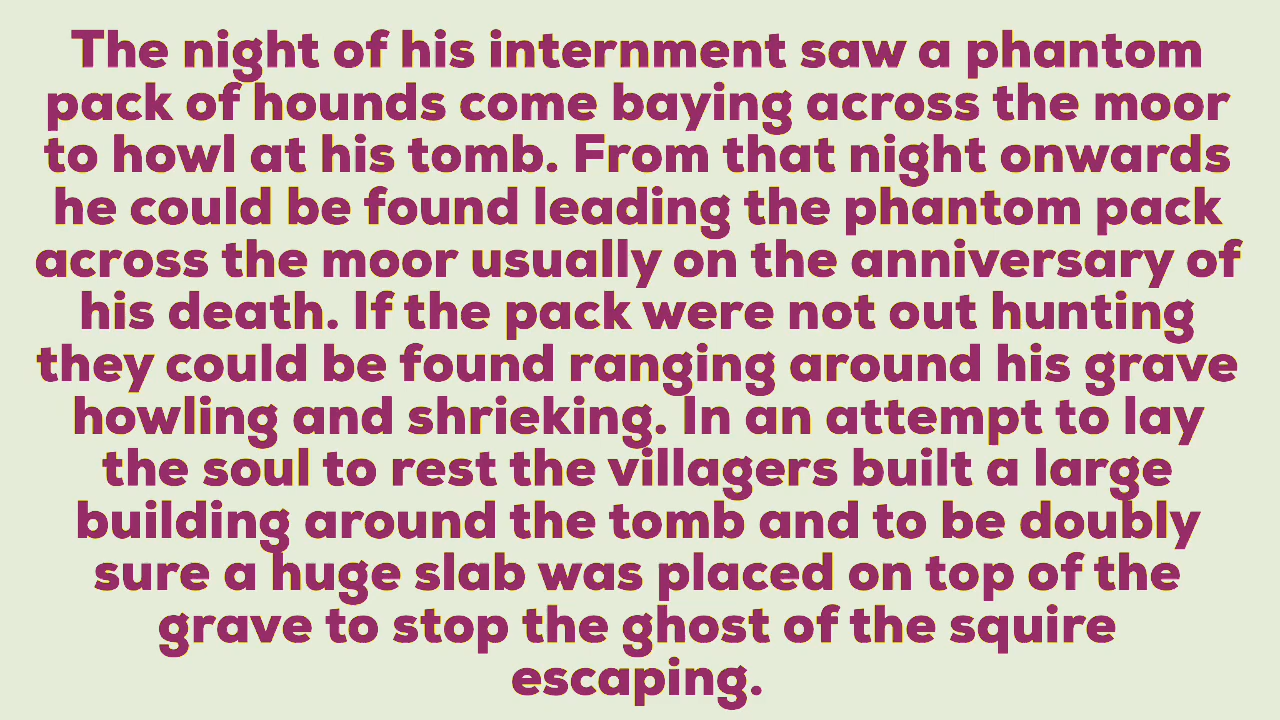 The night of his internment saw a phantom
pack of hounds come baying across the moor
to howl at his tomb. From that night onwards
he could be found leading the phantom pack
across the moor usually on the anniversary of
his death. If the pack were not out hunting
they could be found ranging around his grave
howling and shrieking. In an attempt to lay
the soul to rest the villagers built a large
building around the tomb and to be doubly
sure a huge slab was placed on top of the
grave to stop the ghost of the squire
escaping.